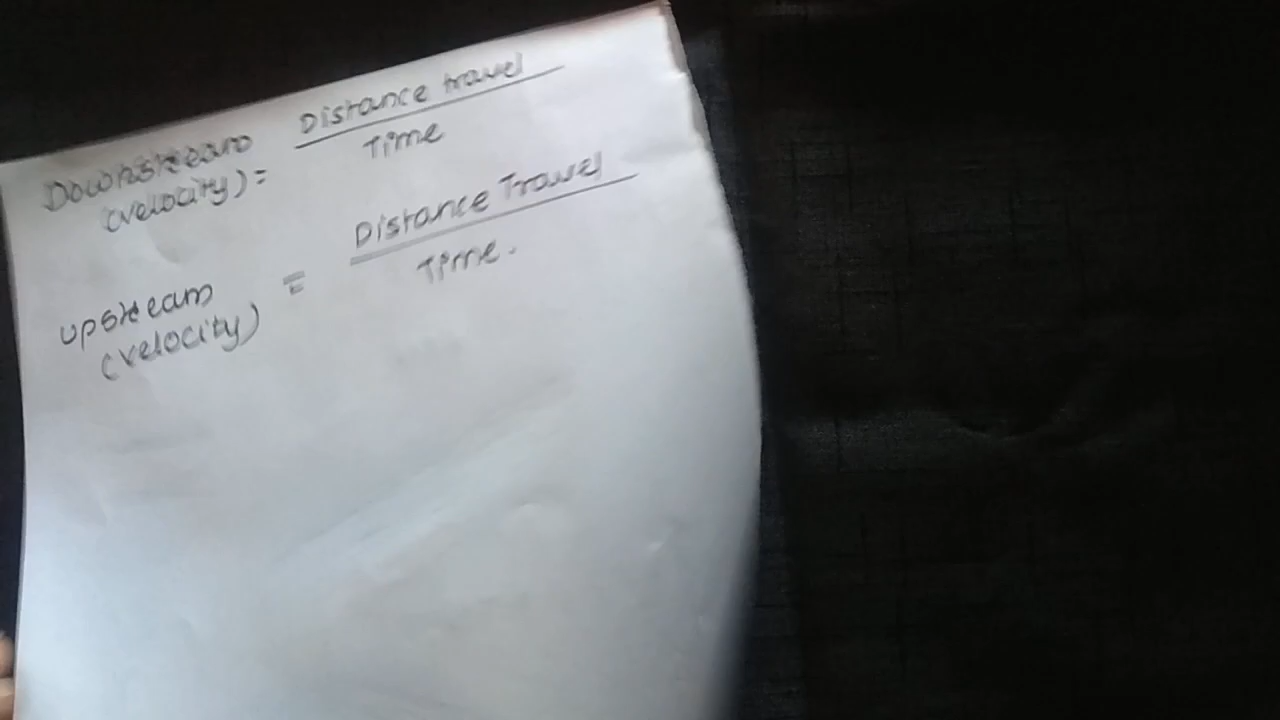 Distance travel
Downstream
Time
(velocity) =
Distance Travel
upstream =
Time.
(velocity)